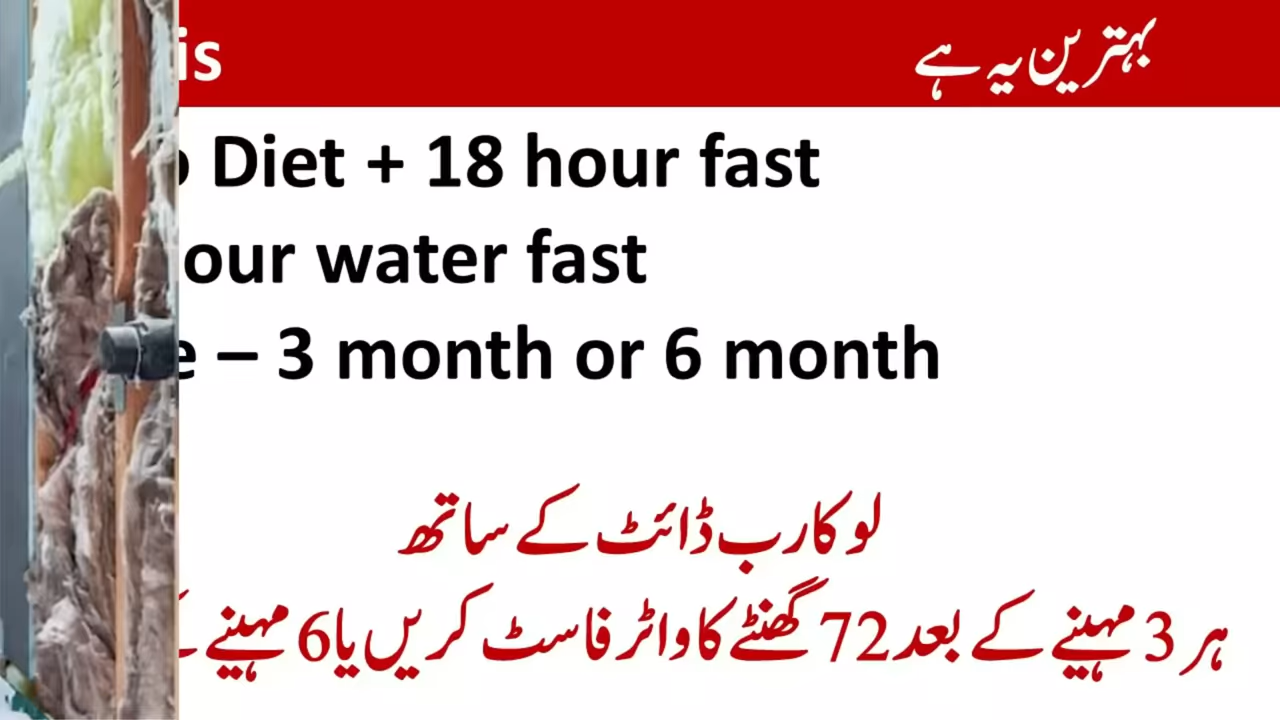 is
بہترین یہ ہے
Diet + 18 hour fast
our water fast
e – 3 month or 6 month
لو کارب ڈائٹ کے ساتھ
ہر 3 مہینے کے بعد 72 گھنٹے کا واٹر فاسٹ کریں یا 6 مہینے